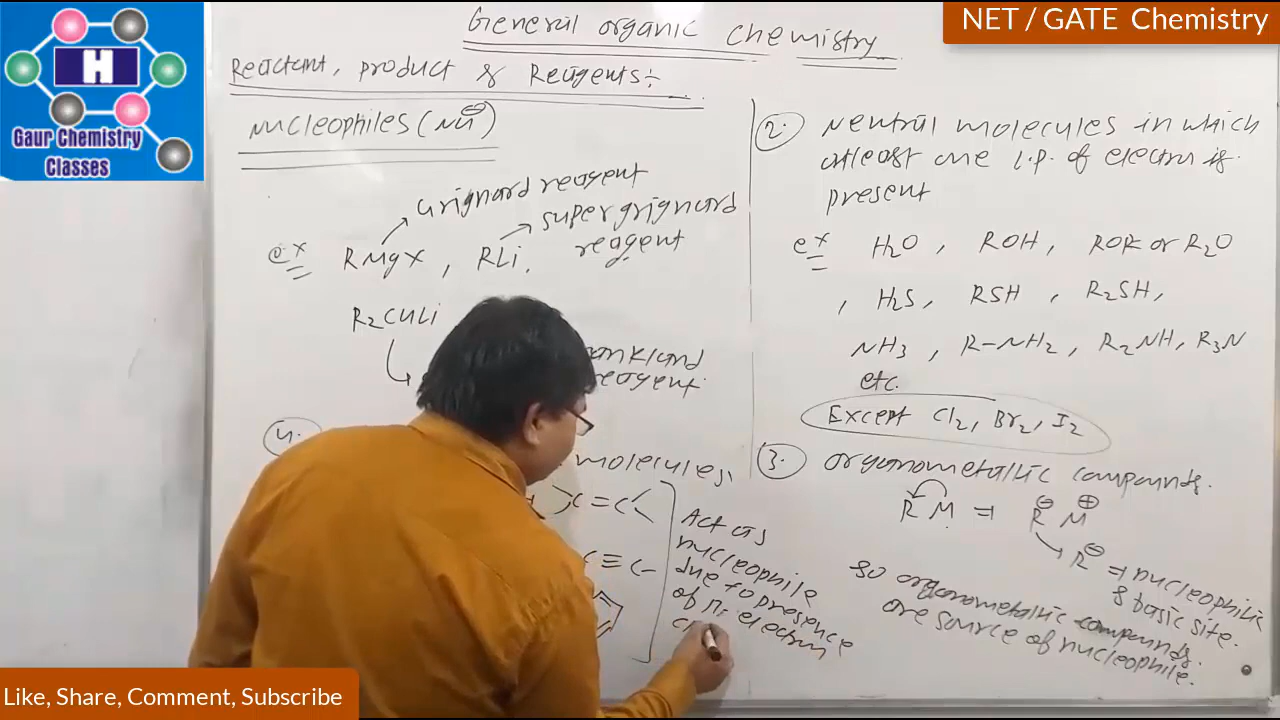 General organic chemistry
NET / GATE Chemistry
H
Gaur Chemistry
Classes
Reactant, product & Reagents:-
Nucleophiles (Nu⊖)
Grignard reagent
super grignard
reagent
ex RMgX, RLi.
R2CuLi
reagent.
4.
molecules.
C=C
C≡C-
Act as
nucleophile
due to presence
of π-electron
2. Neutral molecules in which
atleast one l.p. of electron is
present
ex H2O, ROH, ROR or R2O
, H2S, RSH, R2SH,
NH3, R-NH2, R2NH, R3N
etc.
Except Cl2, Br2, I2
3. organometallic compounds.
R M = R⊖ M⊕
R⊖ = nucleophilic
& basic site.
so organometallic compounds.
are source of nucleophile.
Like, Share, Comment, Subscribe